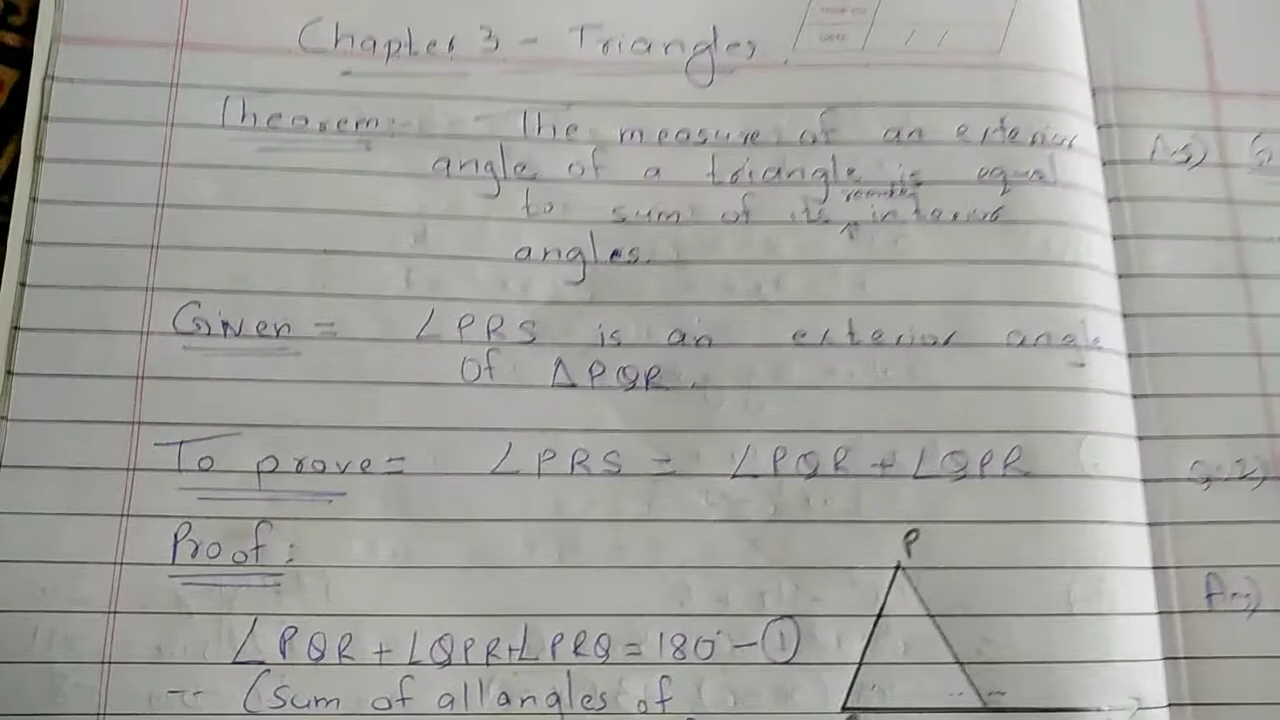 Chapter 3 - Triangles
Theorem:- The measure of an exterior
angle of a triangle is equal
remote
to sum of its ^ interior
angles.
Given = ∠PRS is an exterior angle
of △PQR.
To prove = ∠PRS = ∠PQR + ∠QPR
Proof:
P
∠PQR + ∠QPR + ∠PRQ = 180° - ①
-- (Sum of all angles of
Ans)